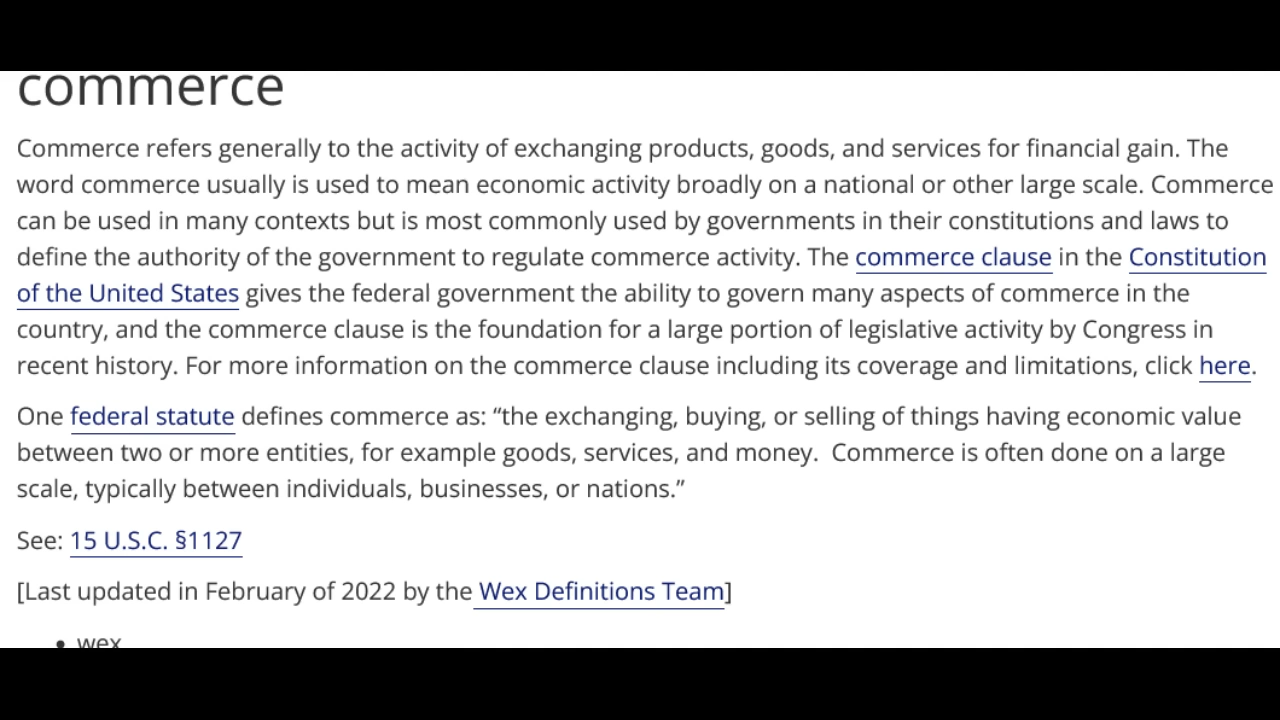 commerce
Commerce refers generally to the activity of exchanging products, goods, and services for financial gain. The
word commerce usually is used to mean economic activity broadly on a national or other large scale. Commerce
can be used in many contexts but is most commonly used by governments in their constitutions and laws to
define the authority of the government to regulate commerce activity. The commerce clause in the Constitution
of the United States gives the federal government the ability to govern many aspects of commerce in the
country, and the commerce clause is the foundation for a large portion of legislative activity by Congress in
recent history. For more information on the commerce clause including its coverage and limitations, click here.
One federal statute defines commerce as: “the exchanging, buying, or selling of things having economic value
between two or more entities, for example goods, services, and money.  Commerce is often done on a large
scale, typically between individuals, businesses, or nations.”
See: 15 U.S.C. §1127
[Last updated in February of 2022 by the Wex Definitions Team]
• wex